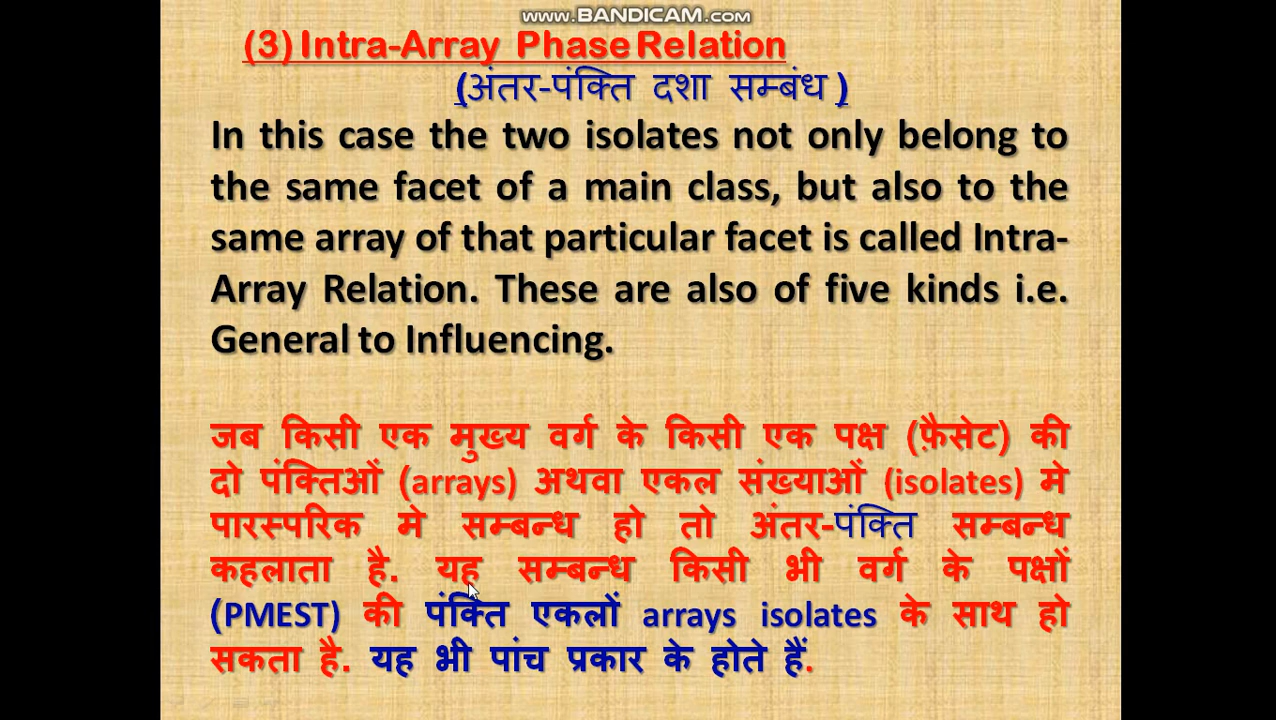 www.BANDICAM.com
(3) Intra-Array Phase Relation
(अंतर-पंक्ति दशा सम्बंध )
In this case the two isolates not only belong to
the same facet of a main class, but also to the
same array of that particular facet is called Intra-
Array Relation. These are also of five kinds i.e.
General to Influencing.
जब किसी एक मुख्य वर्ग के किसी एक पक्ष (फ़ैसेट) की
दो पंक्तिओं (arrays) अथवा एकल संख्याओं (isolates) मे
पारस्परिक मे सम्बन्ध हो तो अंतर-पंक्ति सम्बन्ध
कहलाता है. यह सम्बन्ध किसी भी वर्ग के पक्षों
(PMEST) की पंक्ति एकलों arrays isolates के साथ हो
सकता है. यह भी पांच प्रकार के होते हैं.